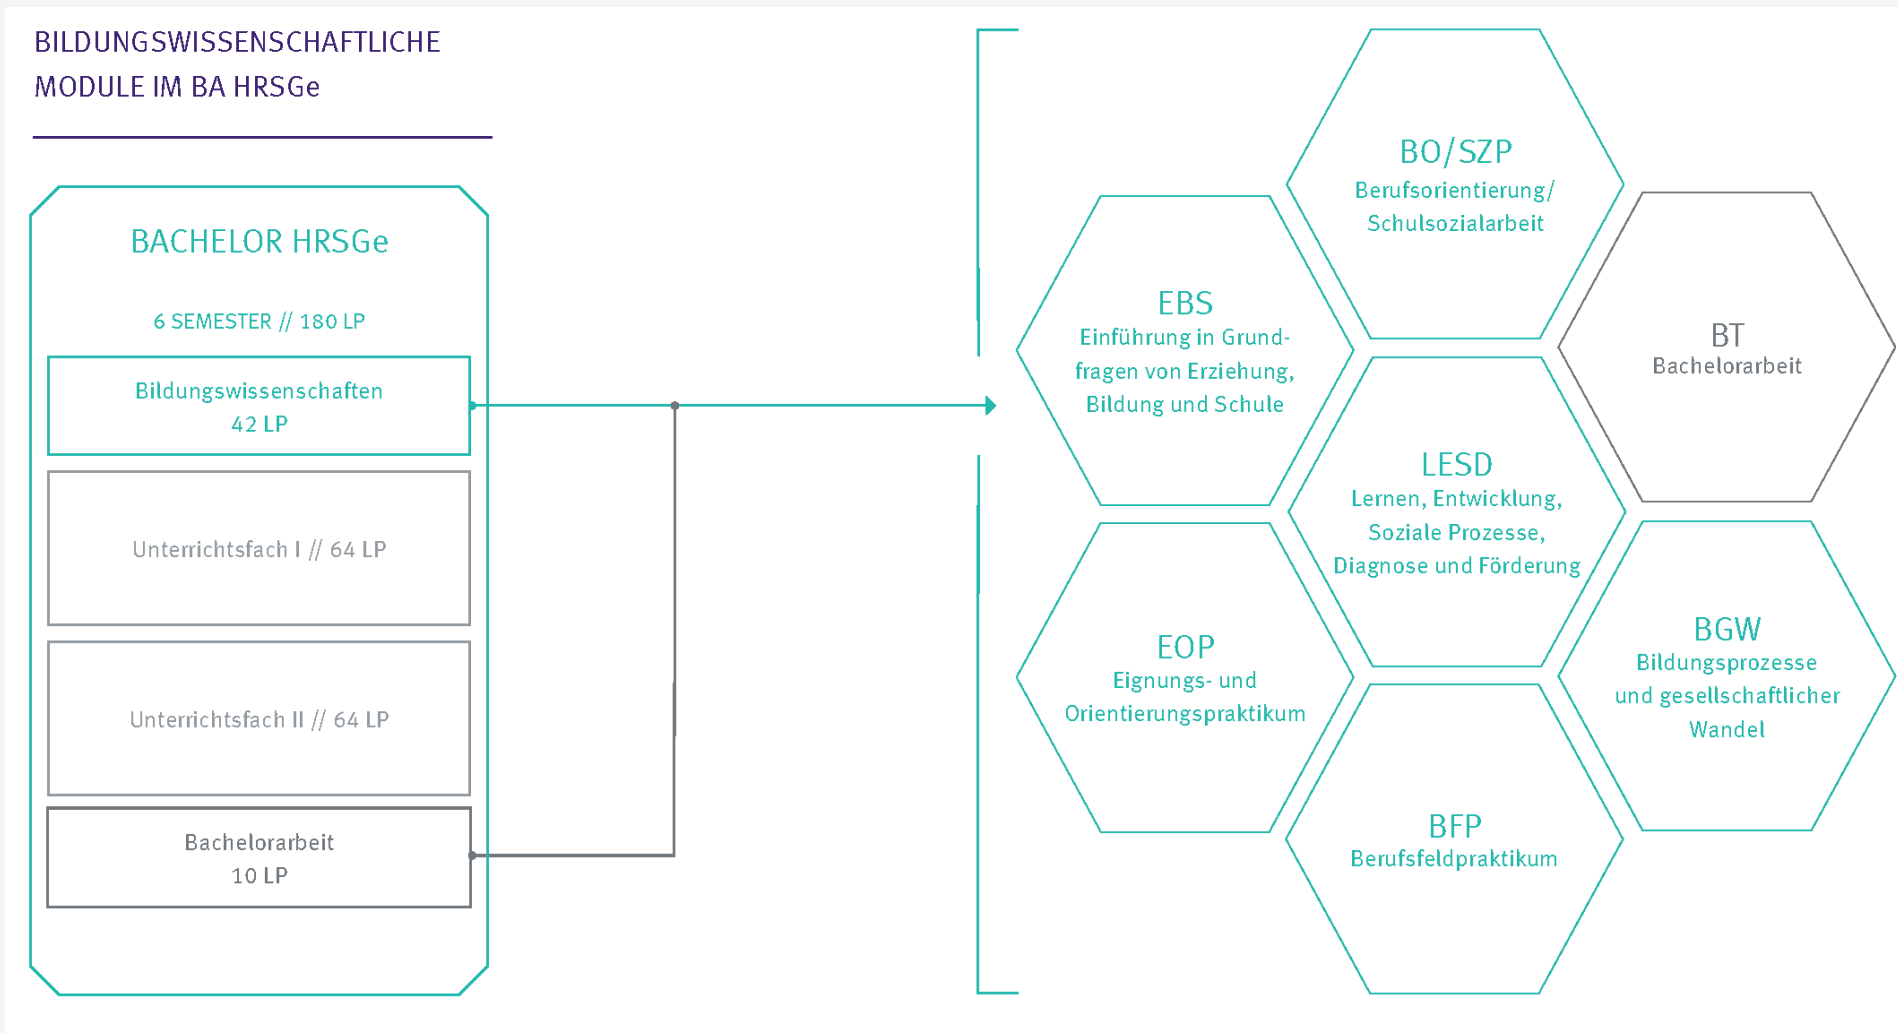 BILDUNGSWISSENSCHAFTLICHE
MODULE IM BA HRSGe
BACHELOR HRSGe
6 SEMESTER // 180 LP
Bildungswissenschaften
42 LP
Unterrichtsfach I // 64 LP
Unterrichtsfach II // 64 LP
Bachelorarbeit
10 LP
BO/SZP
Berufsorientierung/
Schulsozialarbeit
EBS
Einführung in Grund-
fragen von Erziehung,
Bildung und Schule
BT
Bachelorarbeit
LESD
Lernen, Entwicklung,
Soziale Prozesse,
Diagnose und Förderung
EOP
Eignungs- und
Orientierungspraktikum
BGW
Bildungsprozesse
und gesellschaftlicher
Wandel
BFP
Berufsfeldpraktikum